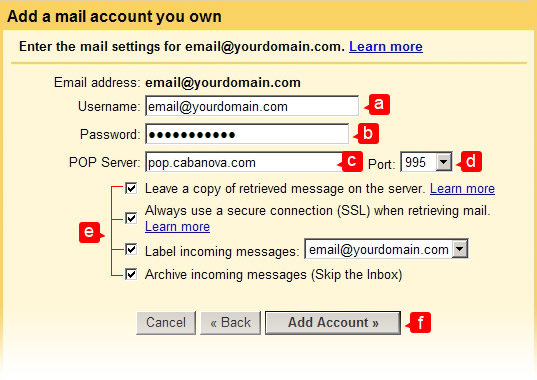 Add a mail account you own
Enter the mail settings for email@yourdomain.com. Learn more
Email address: email@yourdomain.com
Username: email@yourdomain.com a
Password: ●●●●●●●●●●● b
POP Server: pop.cabanova.com c Port: 995 d
Leave a copy of retrieved message on the server. Learn more
Always use a secure connection (SSL) when retrieving mail.
Learn more
e
Label incoming messages: email@yourdomain.com
Archive incoming messages (Skip the Inbox)
Cancel « Back Add Account » f